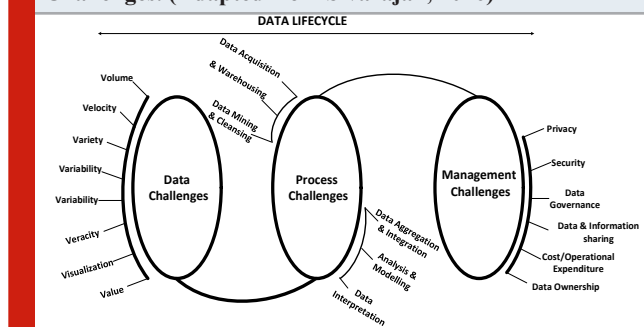 DATA LIFECYCLE
Volume
Velocity
Variety
Variability
Variability
Veracity
Visualization
Value
Data
Challenges
Data Acquisition
& Warehousing
Data Mining
& Cleansing
Process
Challenges
Data Aggregation
& Integration
Analysis &
Modelling
Data
Interpretation
Management
Challenges
Privacy
Security
Data
Governance
Data & Information
sharing
Cost/Operational
Expenditure
Data Ownership